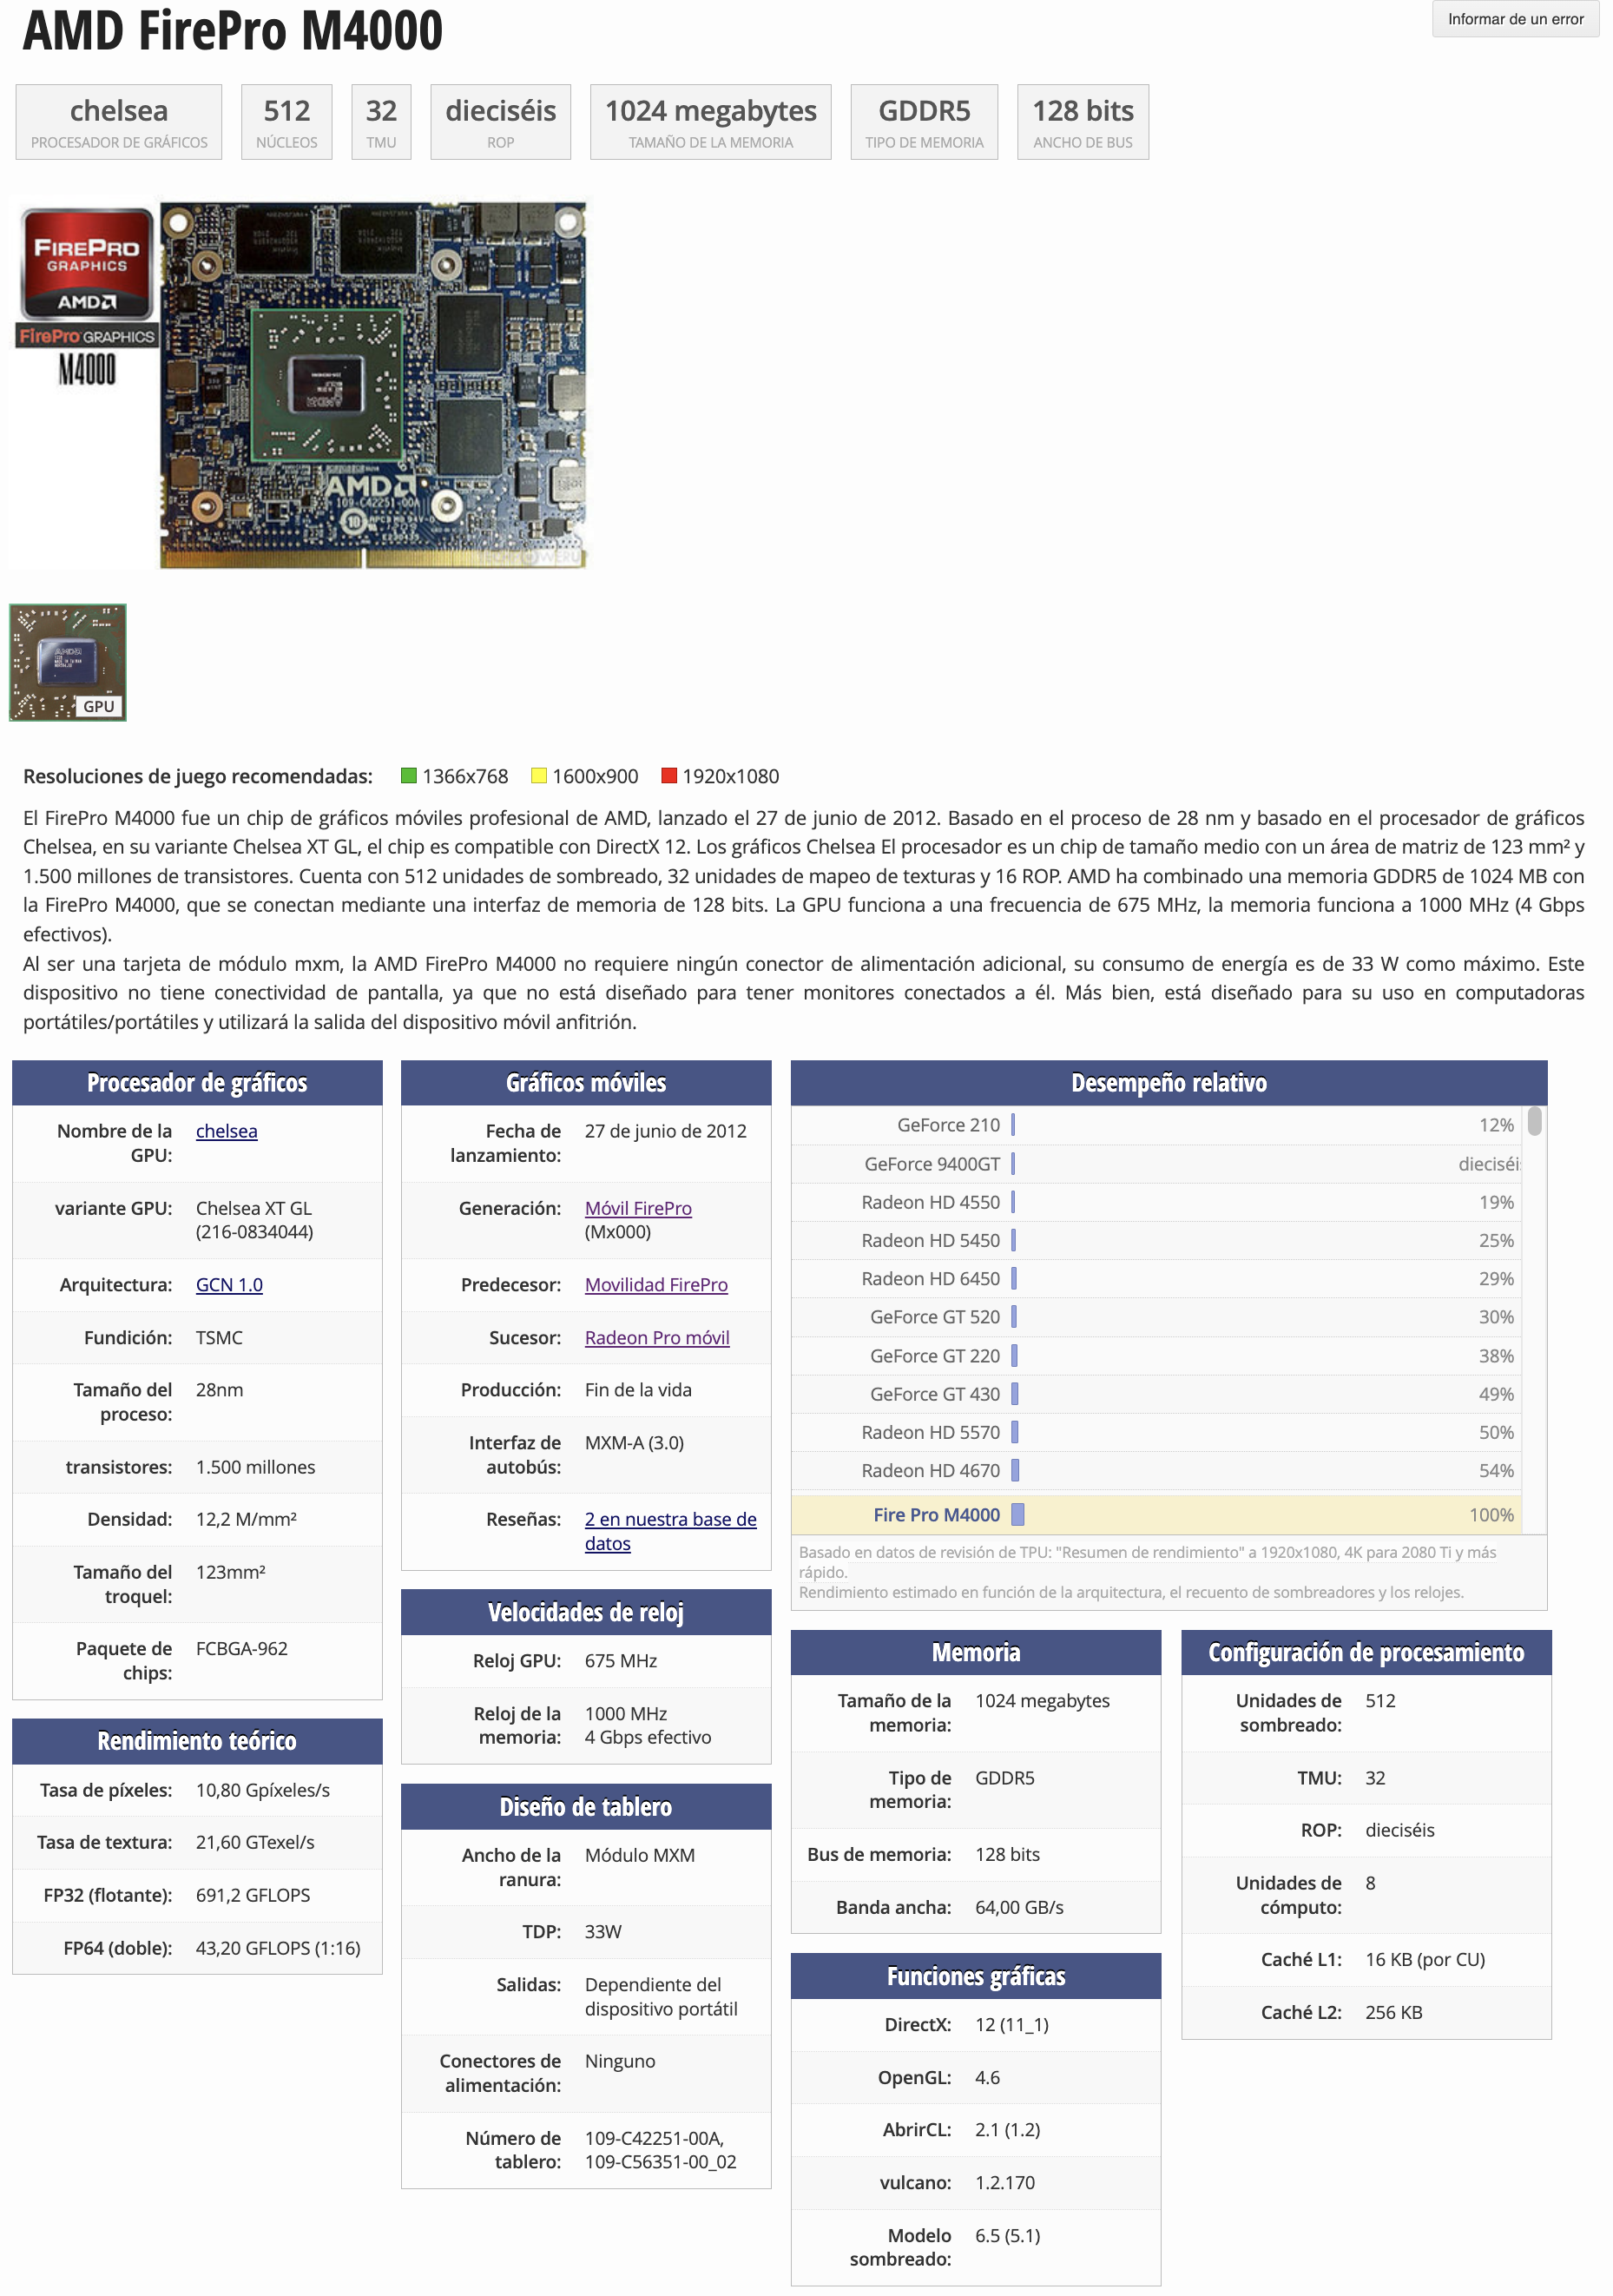 AMD FirePro M4000
Informar de un error
chelsea
PROCESADOR DE GRÁFICOS
512
NÚCLEOS
32
TMU
dieciséis
ROP
1024 megabytes
TAMAÑO DE LA MEMORIA
GDDR5
TIPO DE MEMORIA
128 bits
ANCHO DE BUS
FIREPRO
GRAPHICS
AMD
FirePro GRAPHICS
M4000
AMD
109-C42251-00A
GPU
Resoluciones de juego recomendadas: 1366x768 1600x900 1920x1080
El FirePro M4000 fue un chip de gráficos móviles profesional de AMD, lanzado el 27 de junio de 2012. Basado en el proceso de 28 nm y basado en el procesador de gráficos
Chelsea, en su variante Chelsea XT GL, el chip es compatible con DirectX 12. Los gráficos Chelsea El procesador es un chip de tamaño medio con un área de matriz de 123 mm² y
1.500 millones de transistores. Cuenta con 512 unidades de sombreado, 32 unidades de mapeo de texturas y 16 ROP. AMD ha combinado una memoria GDDR5 de 1024 MB con
la FirePro M4000, que se conectan mediante una interfaz de memoria de 128 bits. La GPU funciona a una frecuencia de 675 MHz, la memoria funciona a 1000 MHz (4 Gbps
efectivos).
Al ser una tarjeta de módulo mxm, la AMD FirePro M4000 no requiere ningún conector de alimentación adicional, su consumo de energía es de 33 W como máximo. Este
dispositivo no tiene conectividad de pantalla, ya que no está diseñado para tener monitores conectados a él. Más bien, está diseñado para su uso en computadoras
portátiles/portátiles y utilizará la salida del dispositivo móvil anfitrión.
Procesador de gráficos
Nombre de la
GPU:
chelsea
variante GPU:
Chelsea XT GL
(216-0834044)
Arquitectura: GCN 1.0
Fundición: TSMC
Tamaño del
proceso:
28nm
transistores: 1.500 millones
Densidad: 12,2 M/mm²
Tamaño del
troquel:
123mm²
Paquete de
chips:
FCBGA-962
Rendimiento teórico
Tasa de píxeles: 10,80 Gpíxeles/s
Tasa de textura: 21,60 GTexel/s
FP32 (flotante): 691,2 GFLOPS
FP64 (doble): 43,20 GFLOPS (1:16)
Gráficos móviles
Fecha de
lanzamiento:
27 de junio de 2012
Generación:
Móvil FirePro
(Mx000)
Predecesor: Movilidad FirePro
Sucesor: Radeon Pro móvil
Producción: Fin de la vida
Interfaz de
autobús:
MXM-A (3.0)
Reseñas:
2 en nuestra base de
datos
Velocidades de reloj
Reloj GPU: 675 MHz
Reloj de la
memoria:
1000 MHz
4 Gbps efectivo
Diseño de tablero
Ancho de la
ranura:
Módulo MXM
TDP: 33W
Salidas:
Dependiente del
dispositivo portátil
Conectores de
alimentación:
Ninguno
Número de
tablero:
109-C42251-00A,
109-C56351-00_02
Desempeño relativo
GeForce 210 12%
GeForce 9400GT dieciséi
Radeon HD 4550 19%
Radeon HD 5450 25%
Radeon HD 6450 29%
GeForce GT 520 30%
GeForce GT 220 38%
GeForce GT 430 49%
Radeon HD 5570 50%
Radeon HD 4670 54%
Fire Pro M4000 100%
Basado en datos de revisión de TPU: "Resumen de rendimiento" a 1920x1080, 4K para 2080 Ti y más
rápido.
Rendimiento estimado en función de la arquitectura, el recuento de sombreadores y los relojes.
Memoria
Tamaño de la
memoria:
1024 megabytes
Tipo de
memoria:
GDDR5
Bus de memoria: 128 bits
Banda ancha: 64,00 GB/s
Funciones gráficas
DirectX: 12 (11_1)
OpenGL: 4.6
AbrirCL: 2.1 (1.2)
vulcano: 1.2.170
Modelo
sombreado:
6.5 (5.1)
Configuración de procesamiento
Unidades de
sombreado:
512
TMU: 32
ROP: dieciséis
Unidades de
cómputo:
8
Caché L1: 16 KB (por CU)
Caché L2: 256 KB